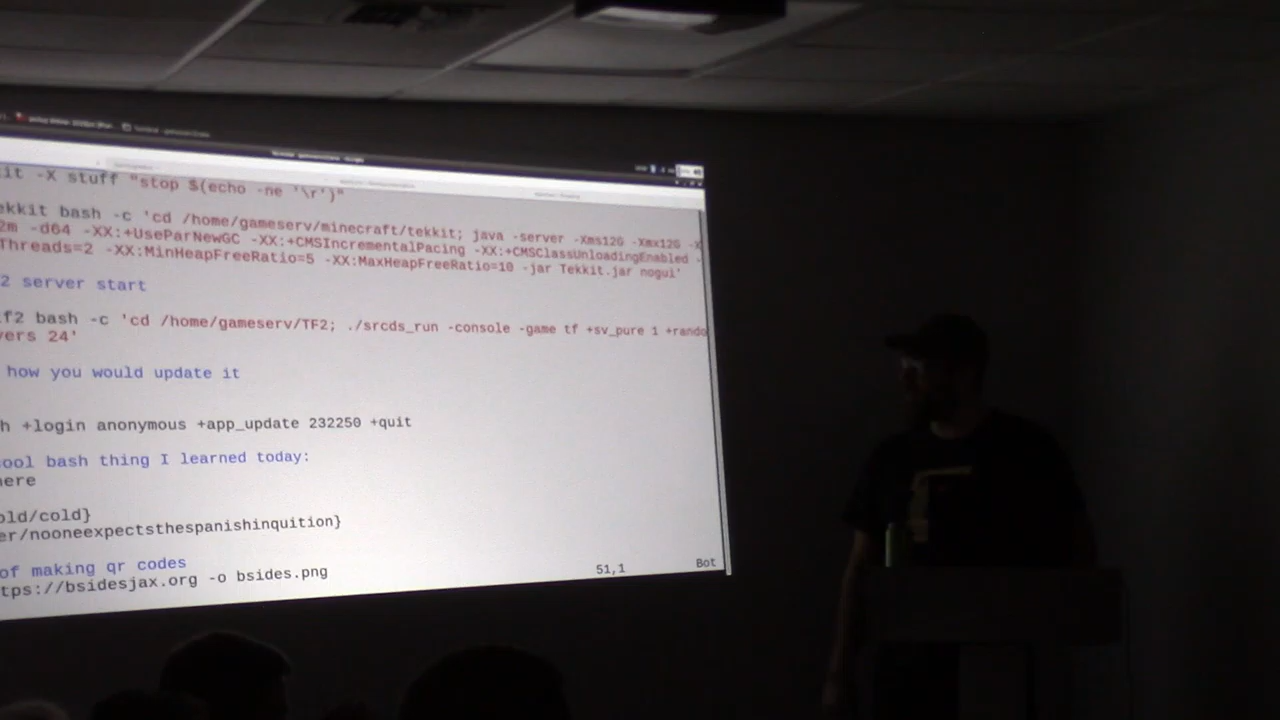 it -X stuff "stop $(echo -ne '\r')"
ekkit bash -c 'cd /home/gameserv/minecraft/tekkit; java -server -Xms12G -Xmx12G -X
2m -d64 -XX:+UseParNewGC -XX:+CMSIncrementalPacing -XX:+CMSClassUnloadingEnabled -
Threads=2 -XX:MinHeapFreeRatio=5 -XX:MaxHeapFreeRatio=10 -jar Tekkit.jar nogui'
2 server start
f2 bash -c 'cd /home/gameserv/TF2; ./srcds_run -console -game tf +sv_pure 1 +rando
vers 24'
how you would update it
h +login anonymous +app_update 232250 +quit
ool bash thing I learned today:
here
old/cold}
er/nooneexpectsthespanishinquition}
of making qr codes
tps://bsidesjax.org -o bsides.png
51,1 Bot